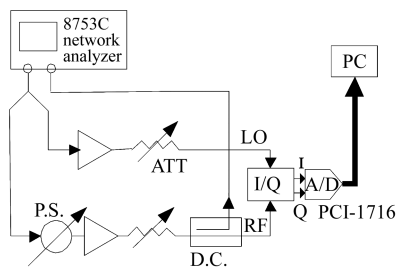 8753C
network
analyzer
PC
LO
ATT
I
I/Q
A/D
Q
PCI-1716
P.S.
RF
D.C.